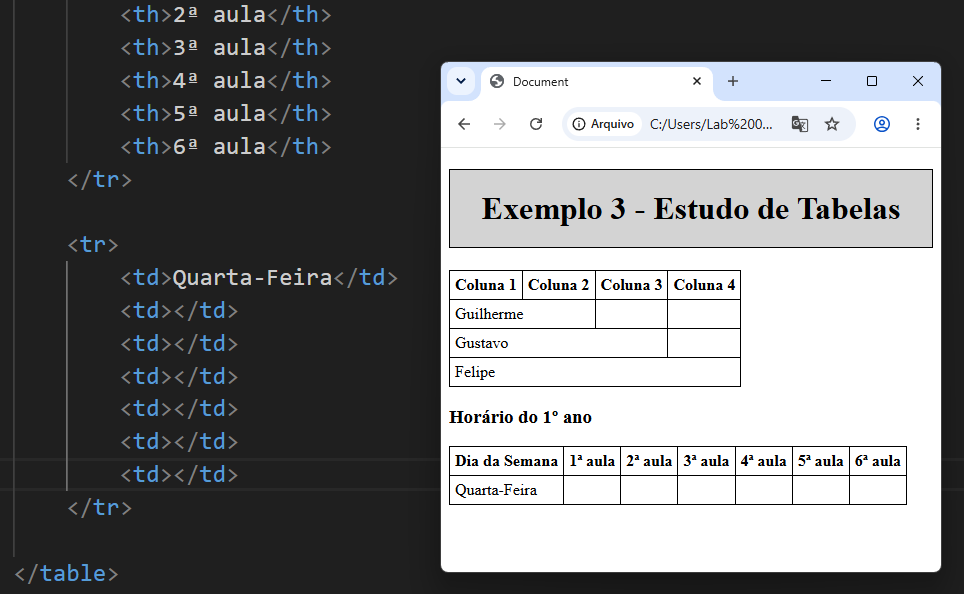 <th>2ª aula</th>
<th>3ª aula</th>
<th>4ª aula</th>
<th>5ª aula</th>
<th>6ª aula</th>
</tr>
<tr>
<td>Quarta-Feira</td>
<td></td>
<td></td>
<td></td>
<td></td>
<td></td>
<td></td>
</tr>
</table>
Document
Arquivo C:/Users/Lab%200...
Exemplo 3 - Estudo de Tabelas
Coluna 1 Coluna 2 Coluna 3 Coluna 4
Guilherme
Gustavo
Felipe
Horário do 1º ano
Dia da Semana 1ª aula 2ª aula 3ª aula 4ª aula 5ª aula 6ª aula
Quarta-Feira